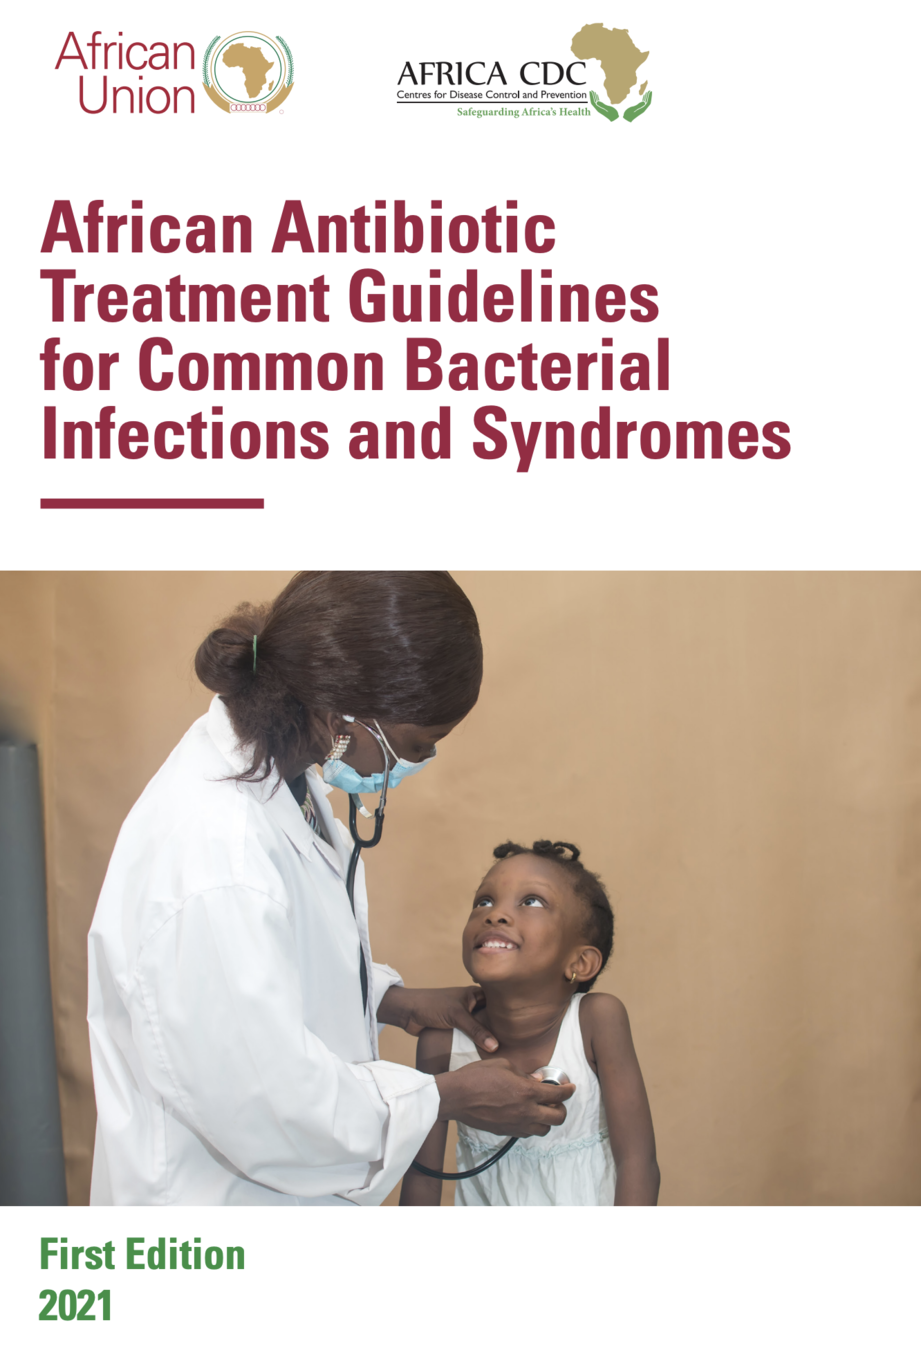 African
Union
AFRICA CDC
Centres for Disease Control and Prevention
Safeguarding Africa's Health
African Antibiotic
Treatment Guidelines
for Common Bacterial
Infections and Syndromes
First Edition
2021